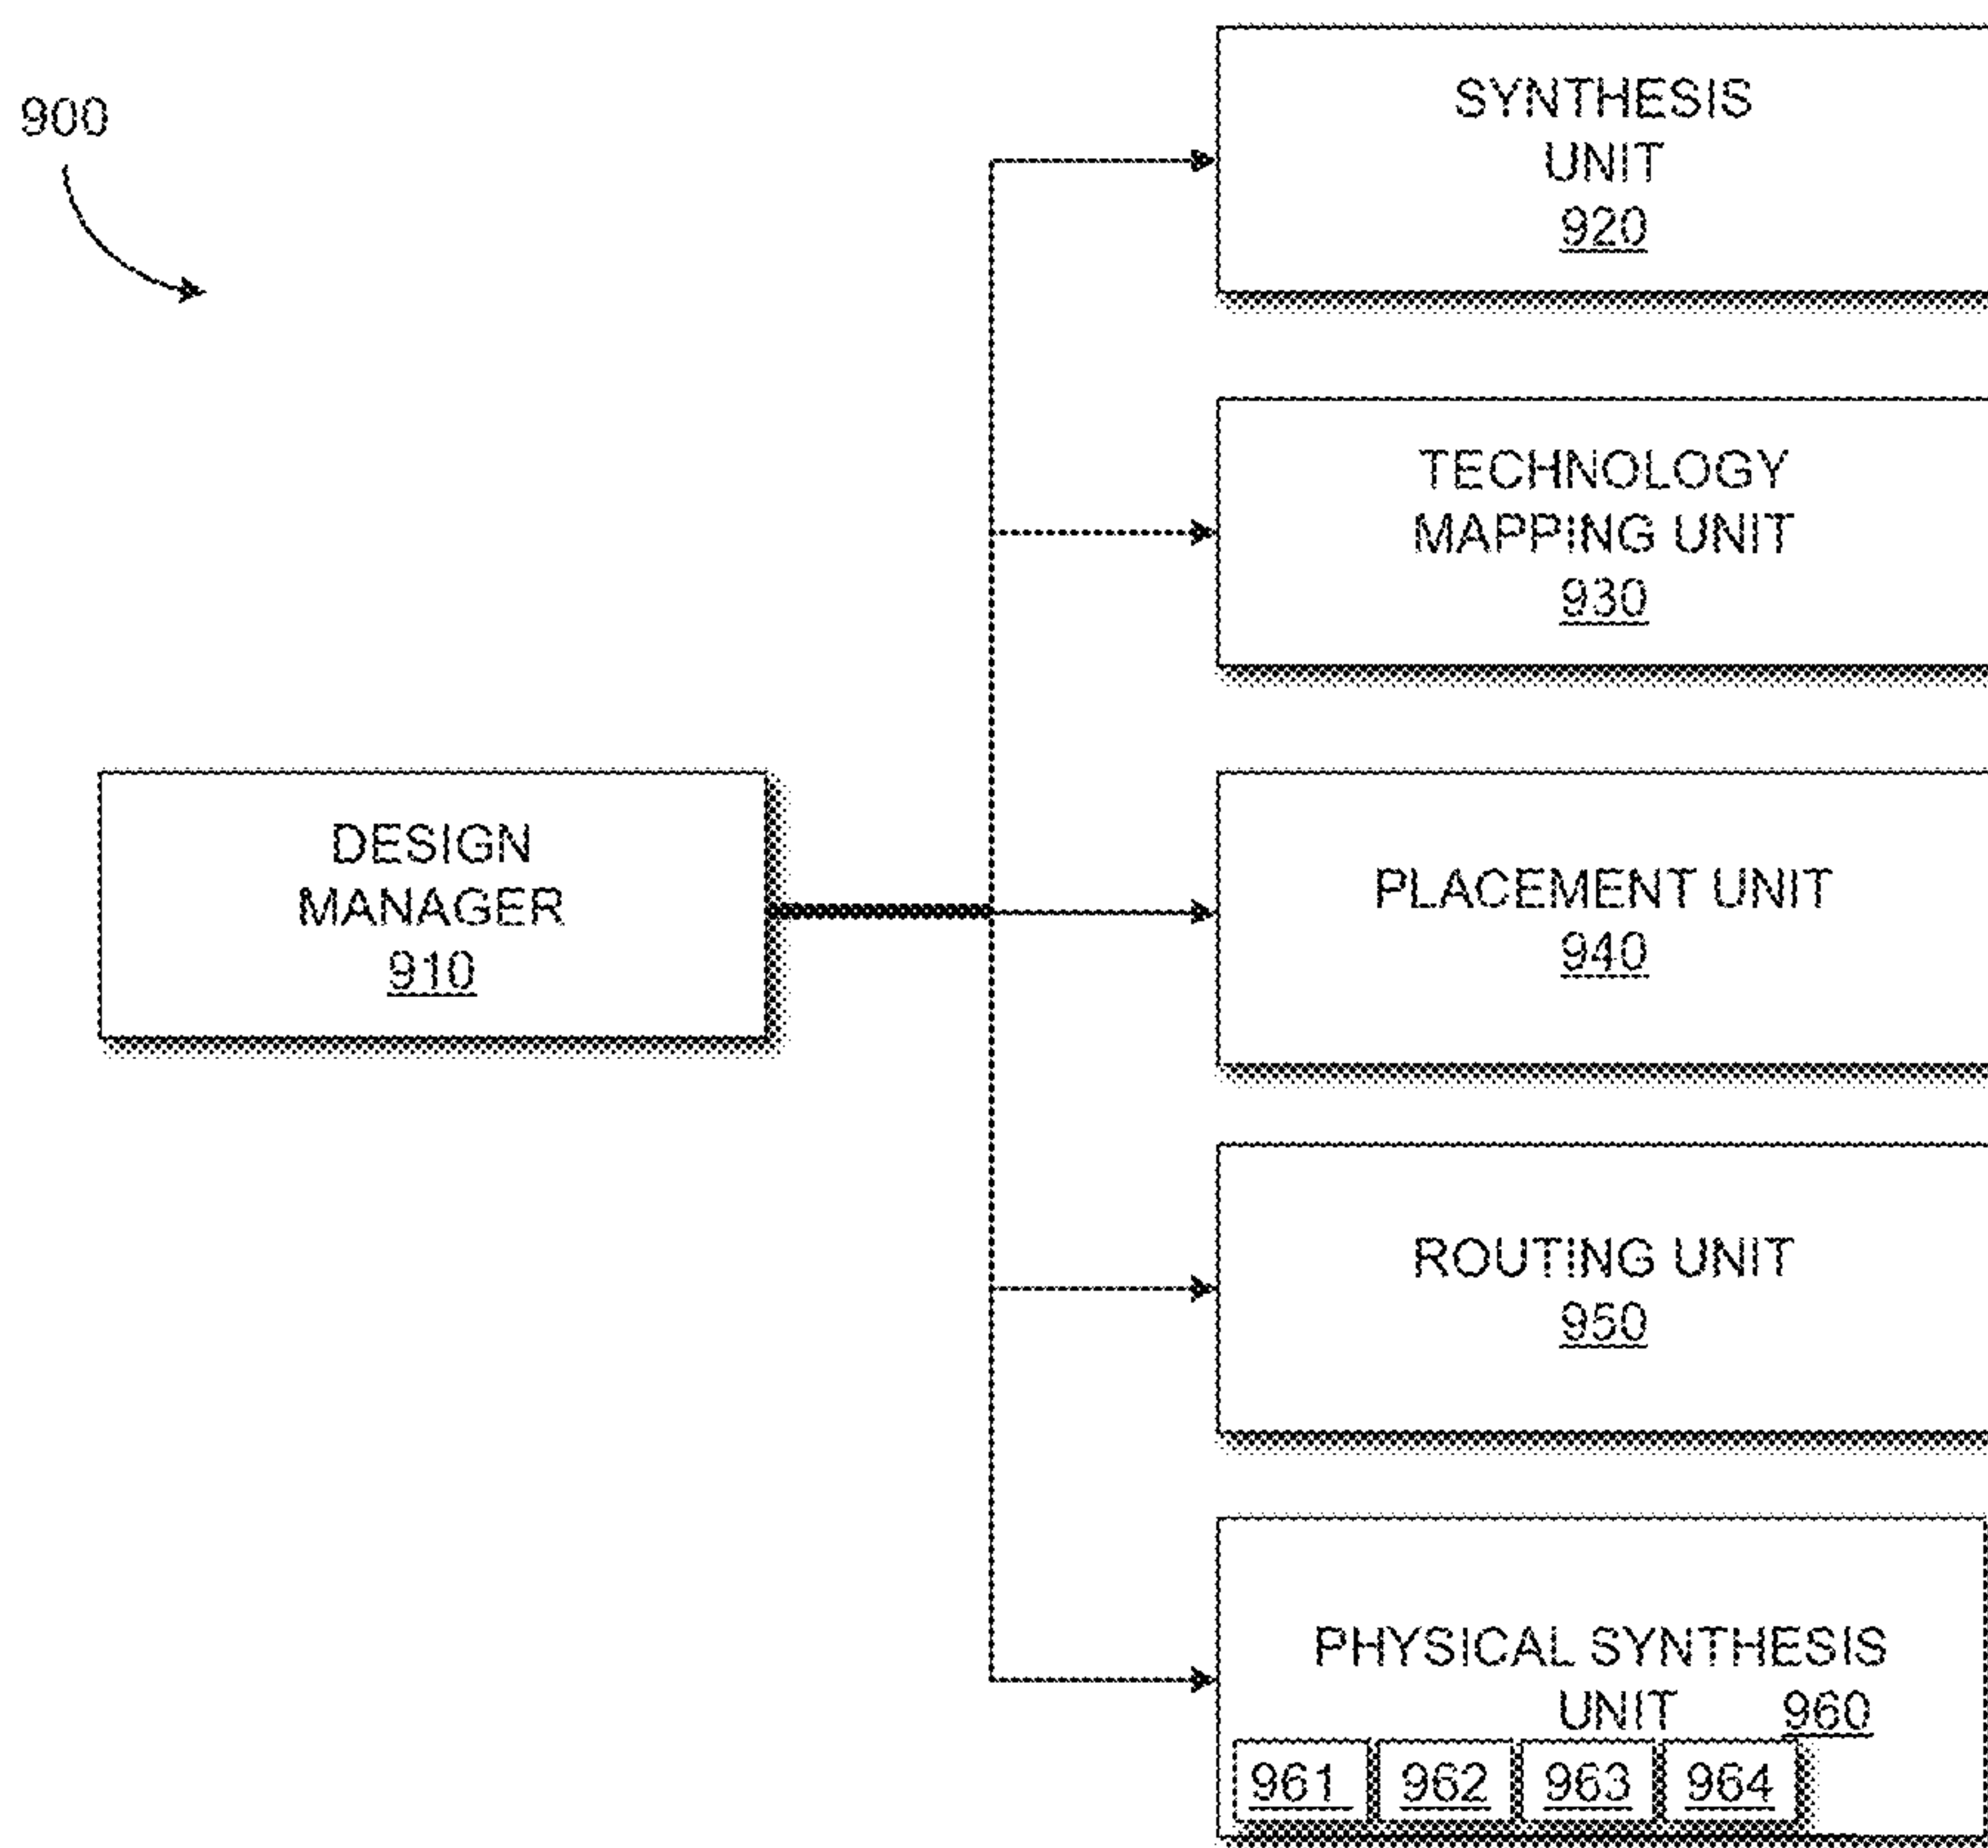 900
SYNTHESIS
UNIT
920
TECHNOLOGY
MAPPING UNIT
930
DESIGN
MANAGER
910
PLACEMENT UNIT
940
ROUTING UNIT
950
PHYSICAL SYNTHESIS
UNIT 960
961 962 963 964